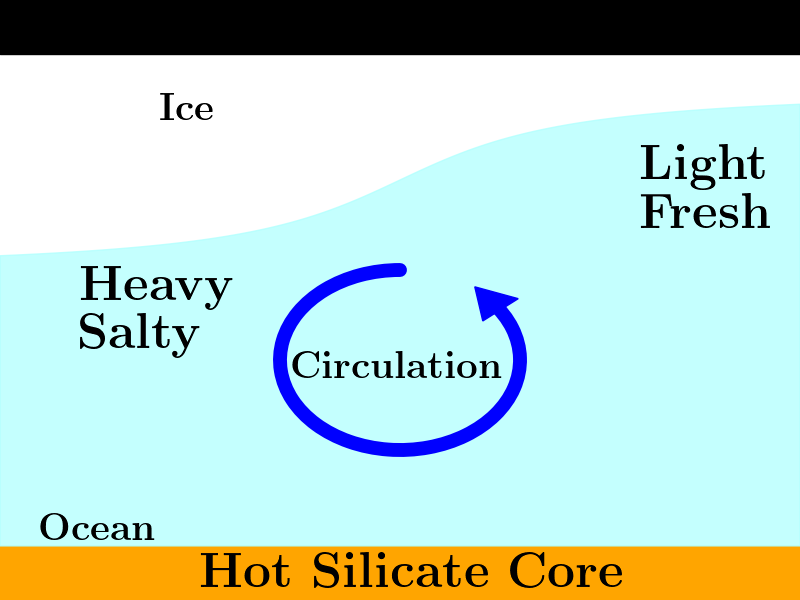 Ice
Light
Fresh
Heavy
Salty
Circulation
Ocean
Hot Silicate Core